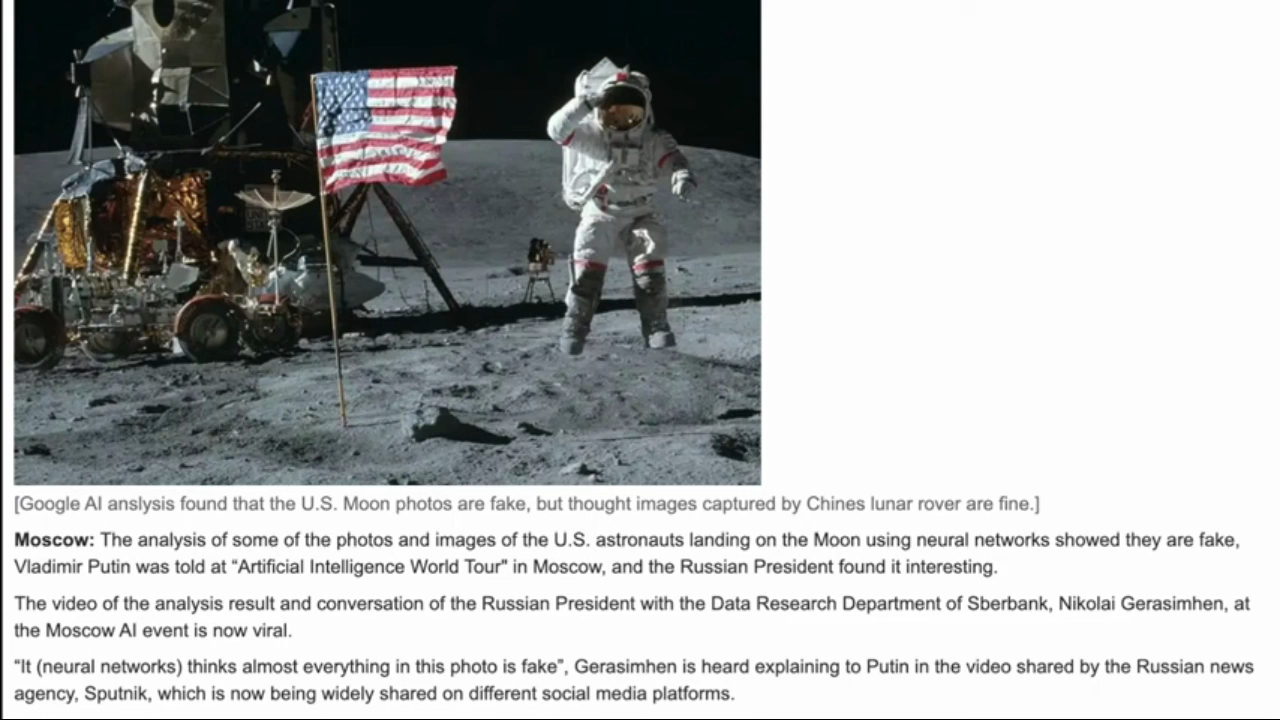 [Google AI anslysis found that the U.S. Moon photos are fake, but thought images captured by Chines lunar rover are fine.]
Moscow: The analysis of some of the photos and images of the U.S. astronauts landing on the Moon using neural networks showed they are fake,
Vladimir Putin was told at “Artificial Intelligence World Tour" in Moscow, and the Russian President found it interesting.
The video of the analysis result and conversation of the Russian President with the Data Research Department of Sberbank, Nikolai Gerasimhen, at
the Moscow AI event is now viral.
“It (neural networks) thinks almost everything in this photo is fake”, Gerasimhen is heard explaining to Putin in the video shared by the Russian news
agency, Sputnik, which is now being widely shared on different social media platforms.